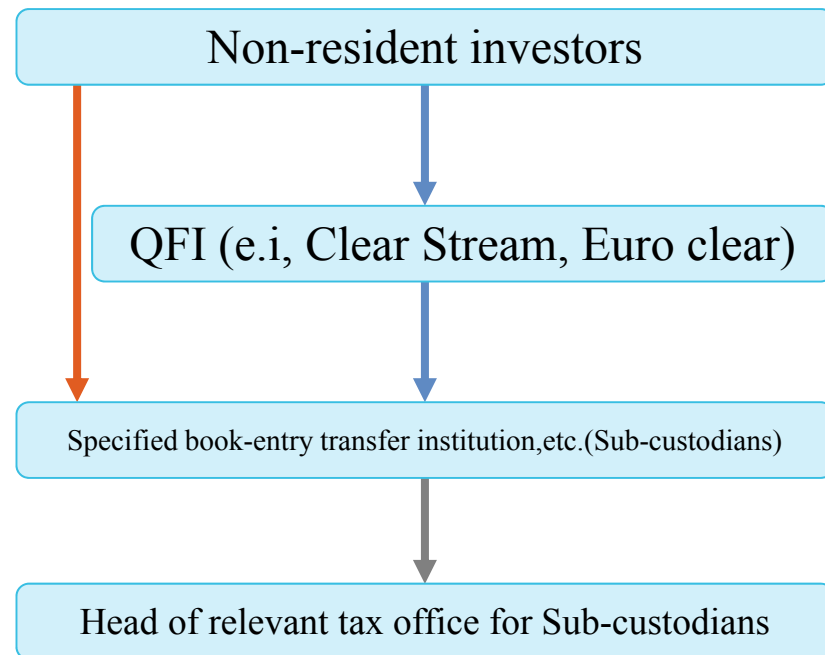 Non-resident investors
QFI (e.i, Clear Stream, Euro clear)
Specified book-entry transfer institution,etc.(Sub-custodians)
Head of relevant tax office for Sub-custodians